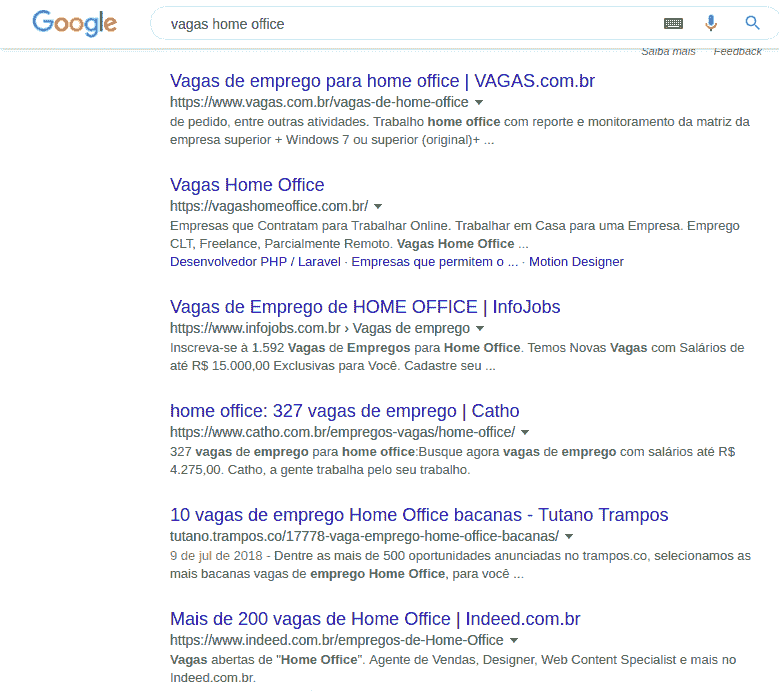 Google
vagas home office
Saiba mais Feedback
Vagas de emprego para home office | VAGAS.com.br
https://www.vagas.com.br/vagas-de-home-office
de pedido, entre outras atividades. Trabalho home office com reporte e monitoramento da matriz da
empresa superior + Windows 7 ou superior (original)+ ...
Vagas Home Office
https://vagashomeoffice.com.br/
Empresas que Contratam para Trabalhar Online. Trabalhar em Casa para uma Empresa. Emprego
CLT, Freelance, Parcialmente Remoto. Vagas Home Office ...
Desenvolvedor PHP / Laravel · Empresas que permitem o ... · Motion Designer
Vagas de Emprego de HOME OFFICE | InfoJobs
https://www.infojobs.com.br › Vagas de emprego
Inscreva-se à 1.592 Vagas de Empregos para Home Office. Temos Novas Vagas com Salários de
até R$ 15.000,00 Exclusivas para Você. Cadastre seu ...
home office: 327 vagas de emprego | Catho
https://www.catho.com.br/empregos-vagas/home-office/
327 vagas de emprego para home office:Busque agora vagas de emprego com salários até R$
4.275,00. Catho, a gente trabalha pelo seu trabalho.
10 vagas de emprego Home Office bacanas - Tutano Trampos
tutano.trampos.co/17778-vaga-emprego-home-office-bacanas/
9 de jul de 2018 - Dentre as mais de 500 oportunidades anunciadas no trampos.co, selecionamos as
mais bacanas vagas de emprego Home Office, para você ...
Mais de 200 vagas de Home Office | Indeed.com.br
https://www.indeed.com.br/empregos-de-Home-Office
Vagas abertas de "Home Office". Agente de Vendas, Designer, Web Content Specialist e mais no
Indeed.com.br.